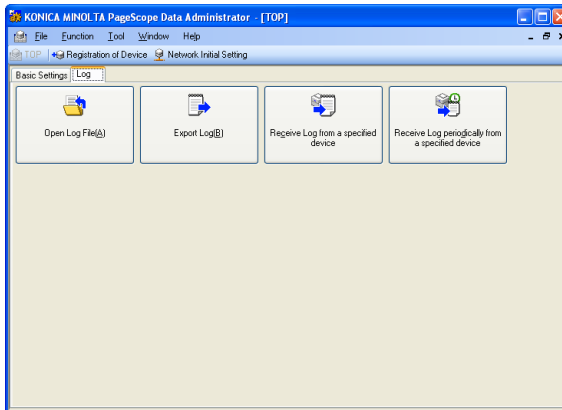 KONICA MINOLTA PageScope Data Administrator - [TOP]
File Function Tool Window Help
TOP Registration of Device Network Initial Setting
Basic Settings Log
Open Log File(A) Export Log(B) Receive Log from a specified Receive Log periodically from
device a specified device